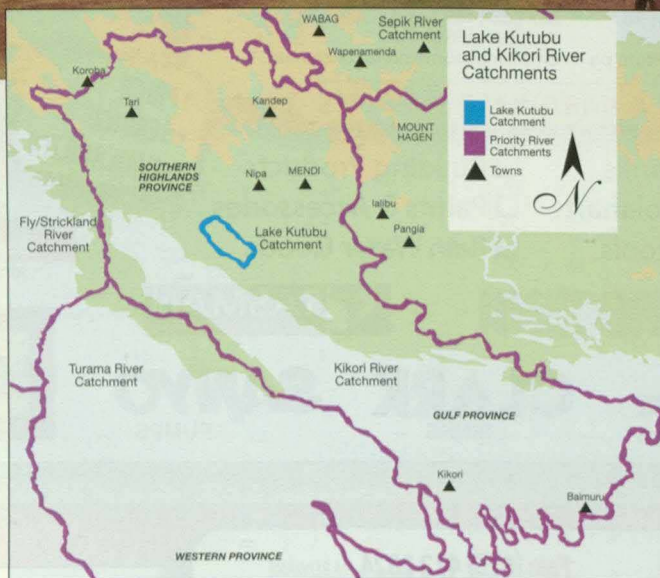 WABAG
Sepik River
Catchment
Wapenamenda
Lake Kutubu
and Kikori River
Catchments
Lake Kutubu
Catchment
Priority River
Catchments
Towns
N
Koroba
Tari
Kandep
MOUNT
HAGEN
SOUTHERN
HIGHLANDS
PROVINCE
Nipa
MENDI
Ialibu
Pangia
Fly/Strickland
River
Catchment
Lake Kutubu
Catchment
Turama River
Catchment
Kikori River
Catchment
GULF PROVINCE
Kikori
Baimuru
WESTERN PROVINCE